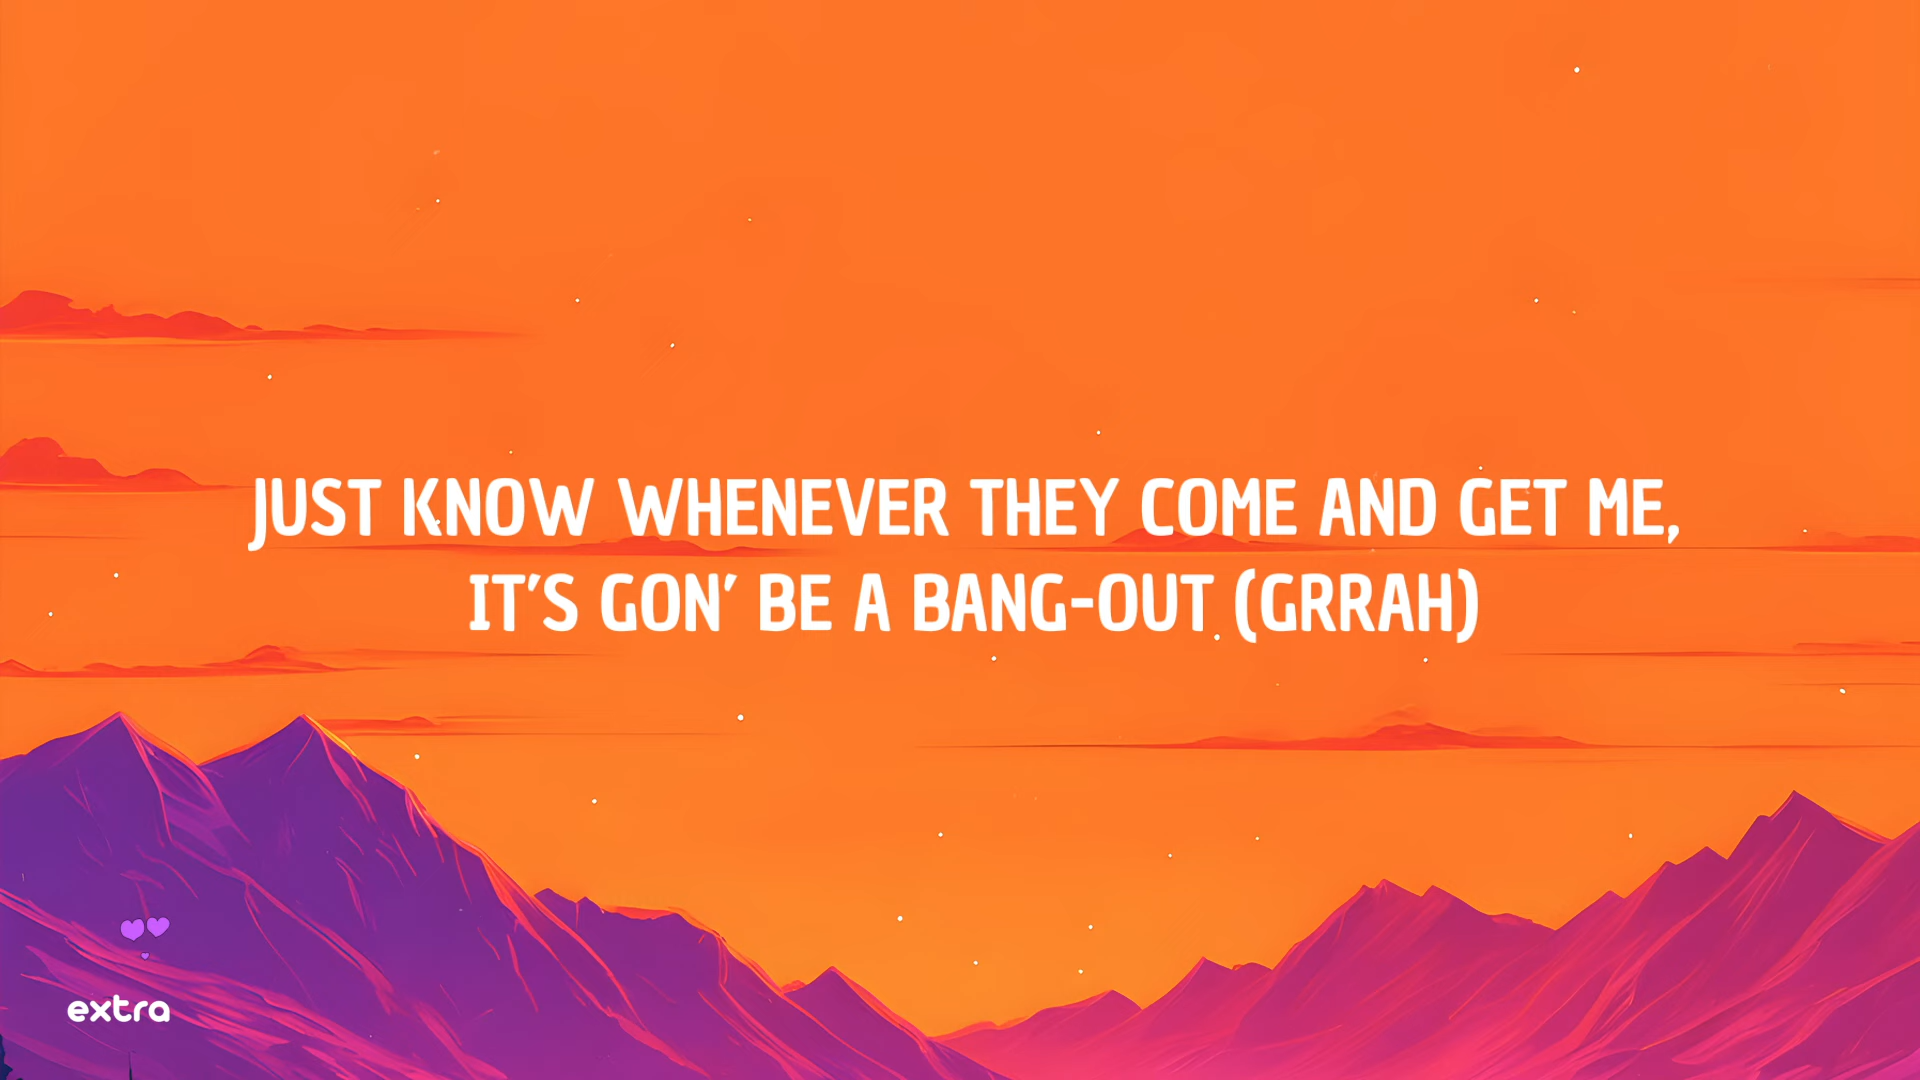 JUST KNOW WHENEVER THEY COME AND GET ME,
IT'S GON' BE A BANG-OUT (GRRAH)
extra